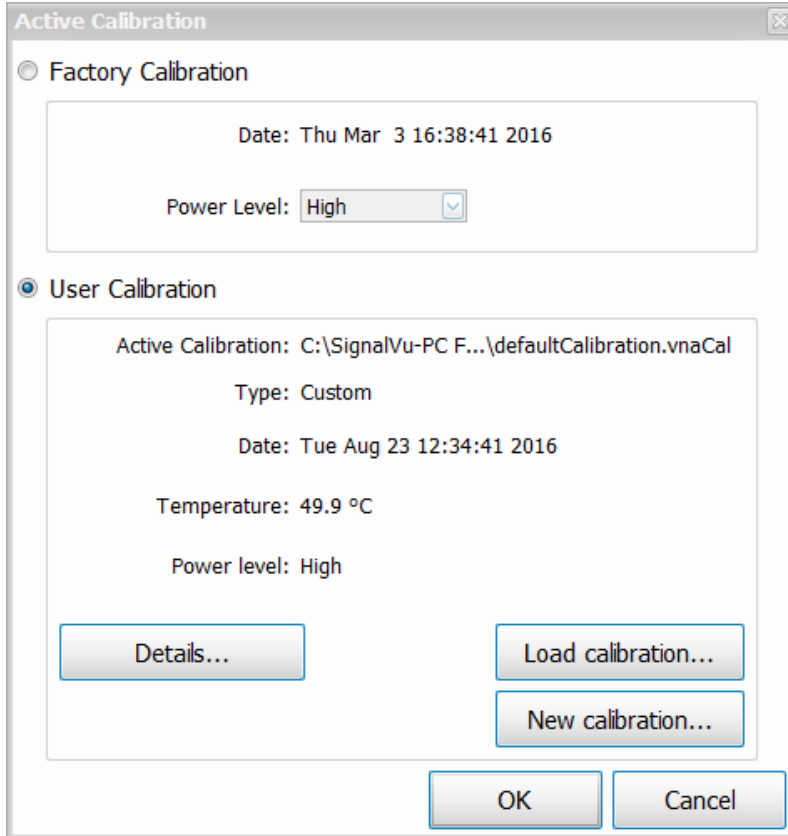 Active Calibration
Factory Calibration
Date: Thu Mar  3 16:38:41 2016
Power Level: High
User Calibration
Active Calibration: C:\SignalVu-PC F...\defaultCalibration.vnaCal
Type: Custom
Date: Tue Aug 23 12:34:41 2016
Temperature: 49.9 ºC
Power level: High
Details... Load calibration...
New calibration...
OK Cancel